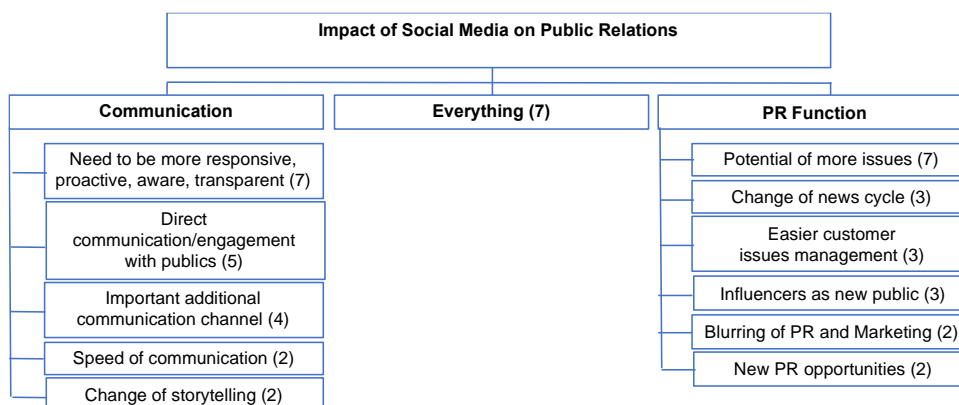 Impact of Social Media on Public Relations
Communication
Need to be more responsive,
proactive, aware, transparent (7)
Direct
communication/engagement
with publics (5)
Important additional
communication channel (4)
Speed of communication (2)
Change of storytelling (2)
Everything (7)
PR Function
Potential of more issues (7)
Change of news cycle (3)
Easier customer
issues management (3)
Influencers as new public (3)
Blurring of PR and Marketing (2)
New PR opportunities (2)